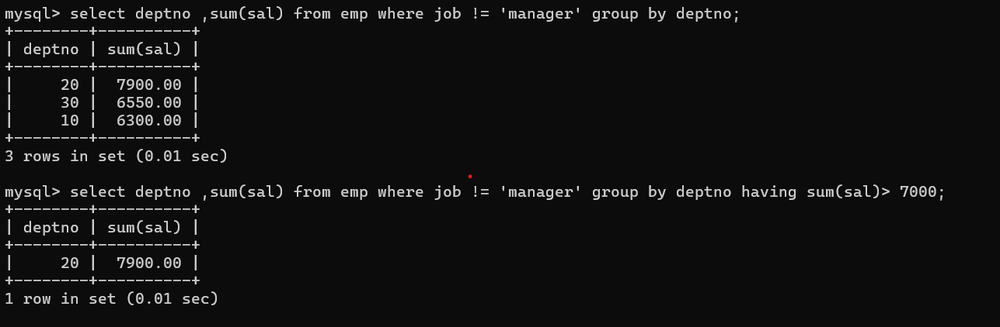 mysql> select deptno ,sum(sal) from emp where job != 'manager' group by deptno;
+--------+----------+
| deptno | sum(sal) |
+--------+----------+
|     20 |  7900.00 |
|     30 |  6550.00 |
|     10 |  6300.00 |
+--------+----------+
3 rows in set (0.01 sec)

mysql> select deptno ,sum(sal) from emp where job != 'manager' group by deptno having sum(sal)> 7000;
+--------+----------+
| deptno | sum(sal) |
+--------+----------+
|     20 |  7900.00 |
+--------+----------+
1 row in set (0.01 sec)